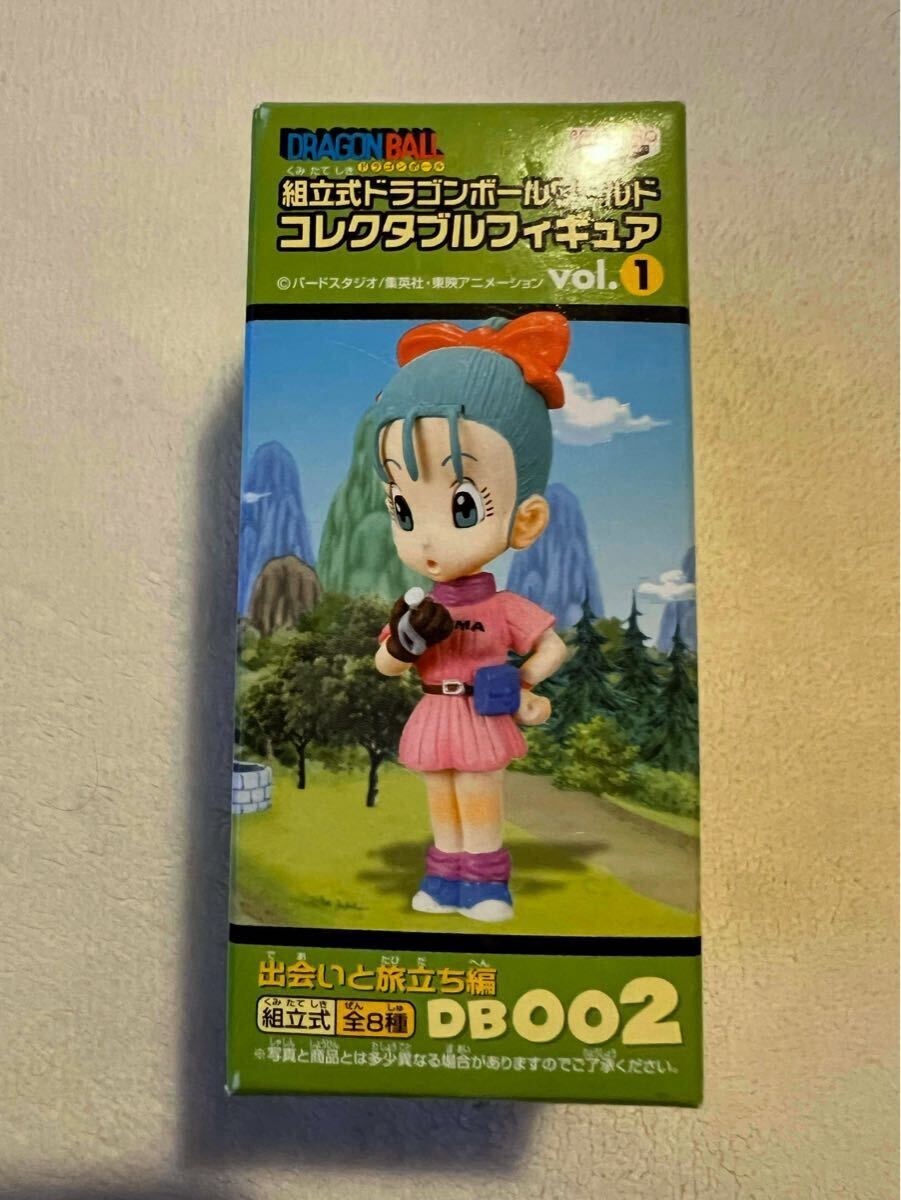 DRAGON BALL
ドラゴンボール
くみ たて しき
組立式ドラゴンボールワールド
コレクタブルフィギュア
©バードスタジオ/集英社・東映アニメーション vol.1
MA
で あ たび だ へん
出会いと旅立ち編
くみ たて しき ぜん しゅ
組立式 全8種 DB002
しゃしん しょうひん たしょうこと ばあい りょうしょう
※写真と商品とは多少異なる場合がありますのでご了承ください。